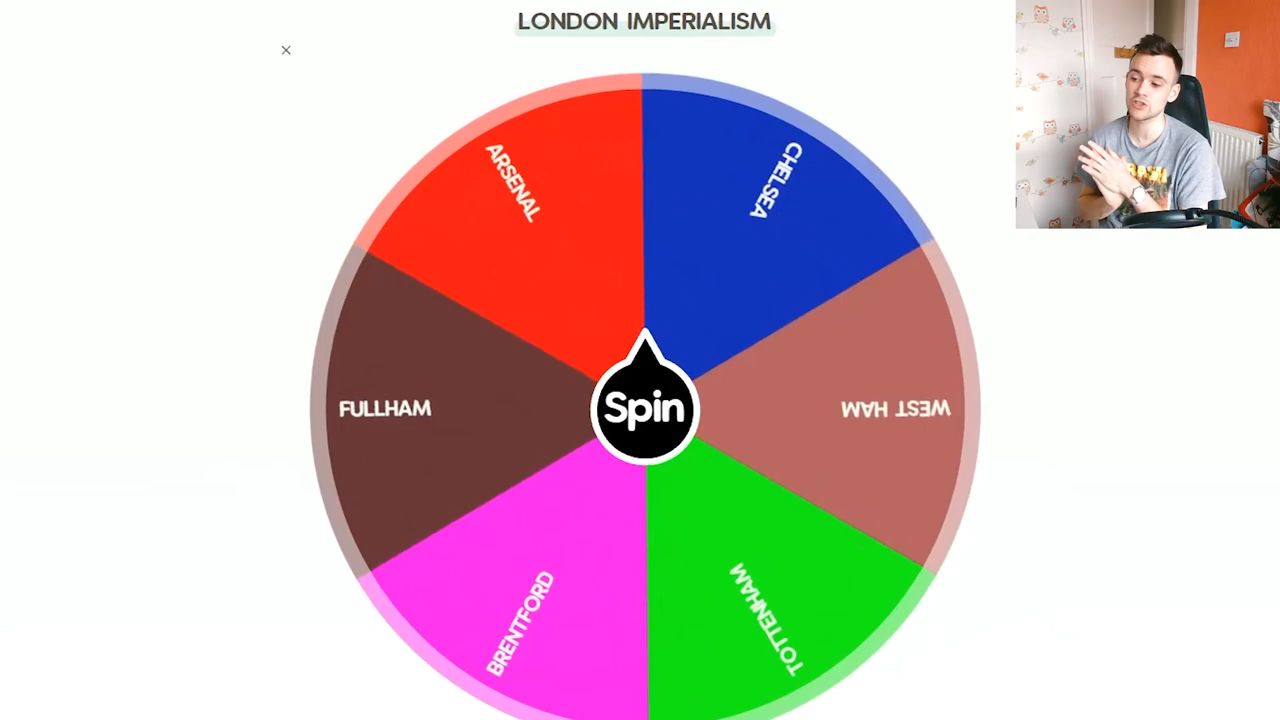 LONDON IMPERIALISM
×
ARSENAL
CHELSEA
FULLHAM
Spin
WEST HAM
BRENTFORD
TOTTENHAM